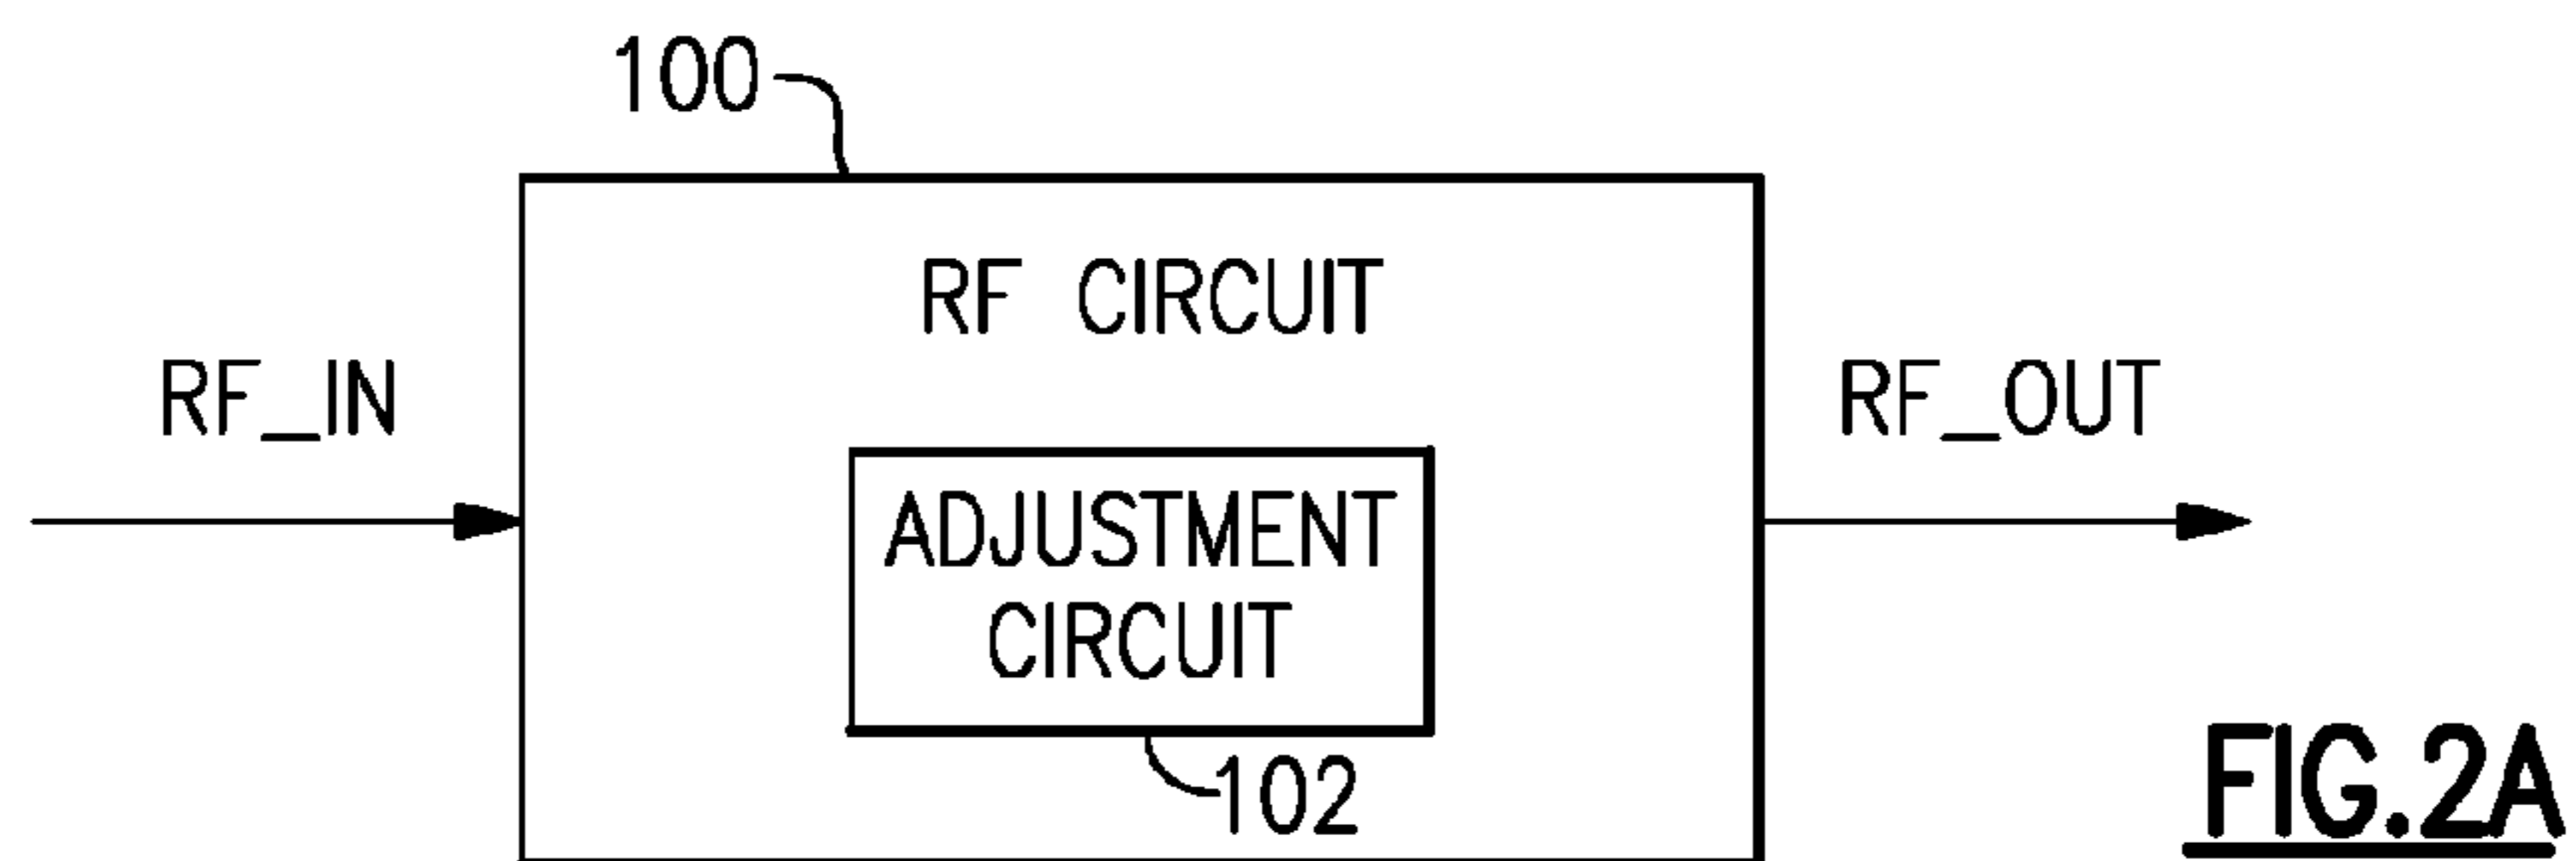 100
RF CIRCUIT
RF_IN
RF_OUT
ADJUSTMENT
CIRCUIT
102
FIG.2A